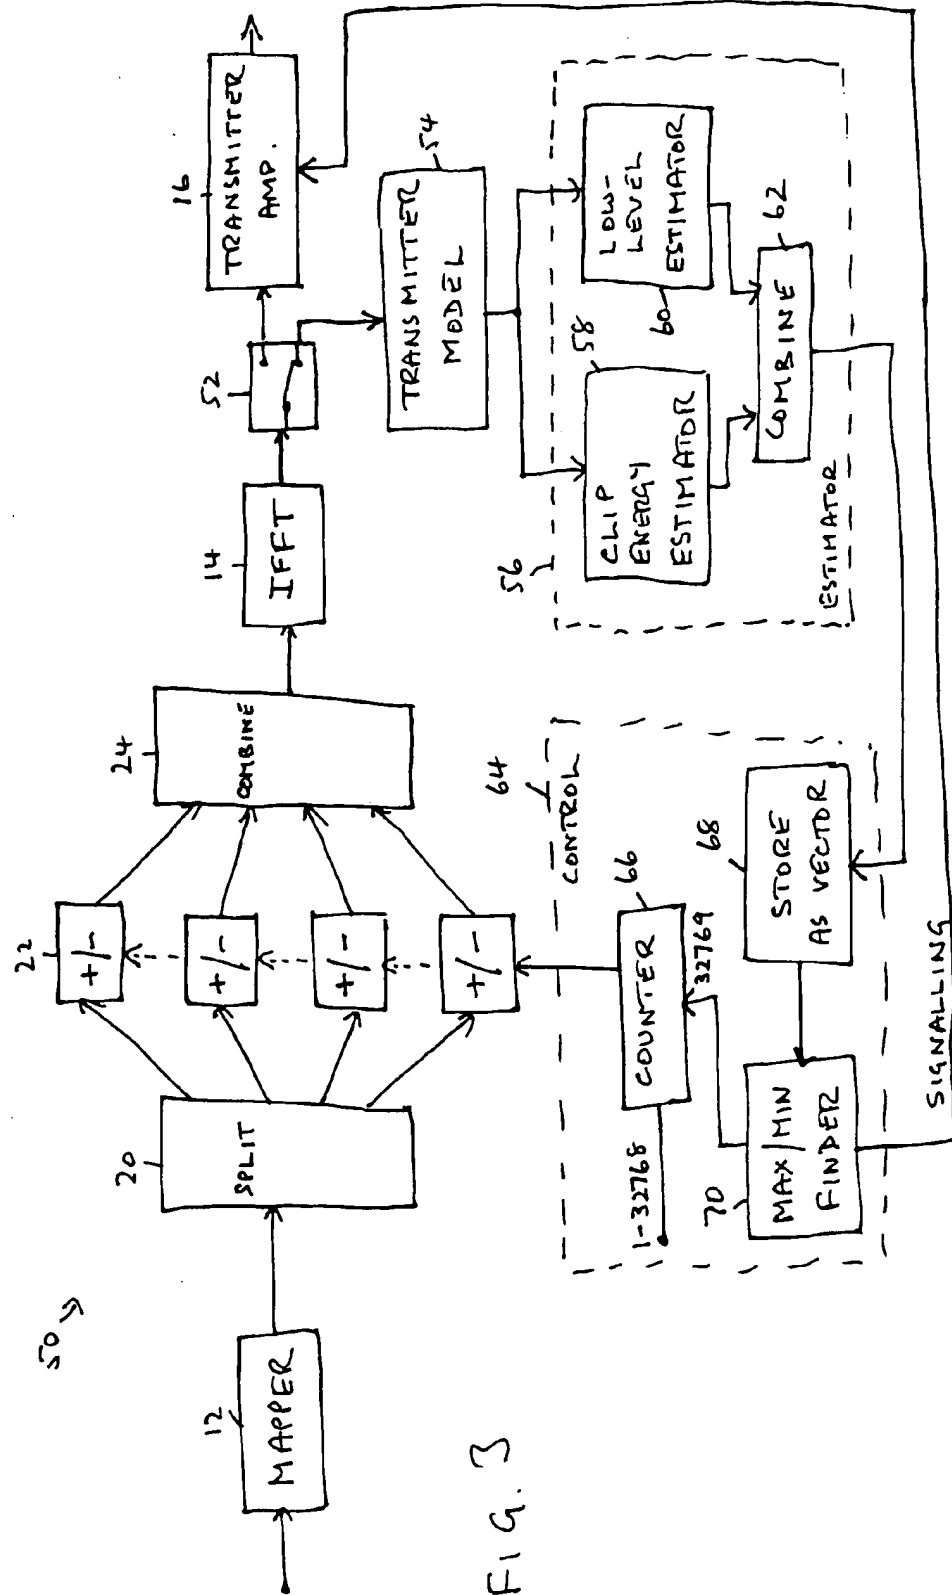 50
12
MAPPER
20
SPLIT
22
+/-
+/-
+/-
+/-
24
COMBINE
14
IFFT
52
16
TRANSMITTER
AMP.
54
TRANSMITTER
MODEL
56
58
CLIP
ENERGY
ESTIMATOR
60
LOW-
LEVEL
ESTIMATOR
62
COMBINE
ESTIMATOR
64
CONTROL
66
COUNTER
1-32768
32769
68
STORE
AS VECTOR
70
MAX/MIN
FINDER
SIGNALLING
FIG. 3